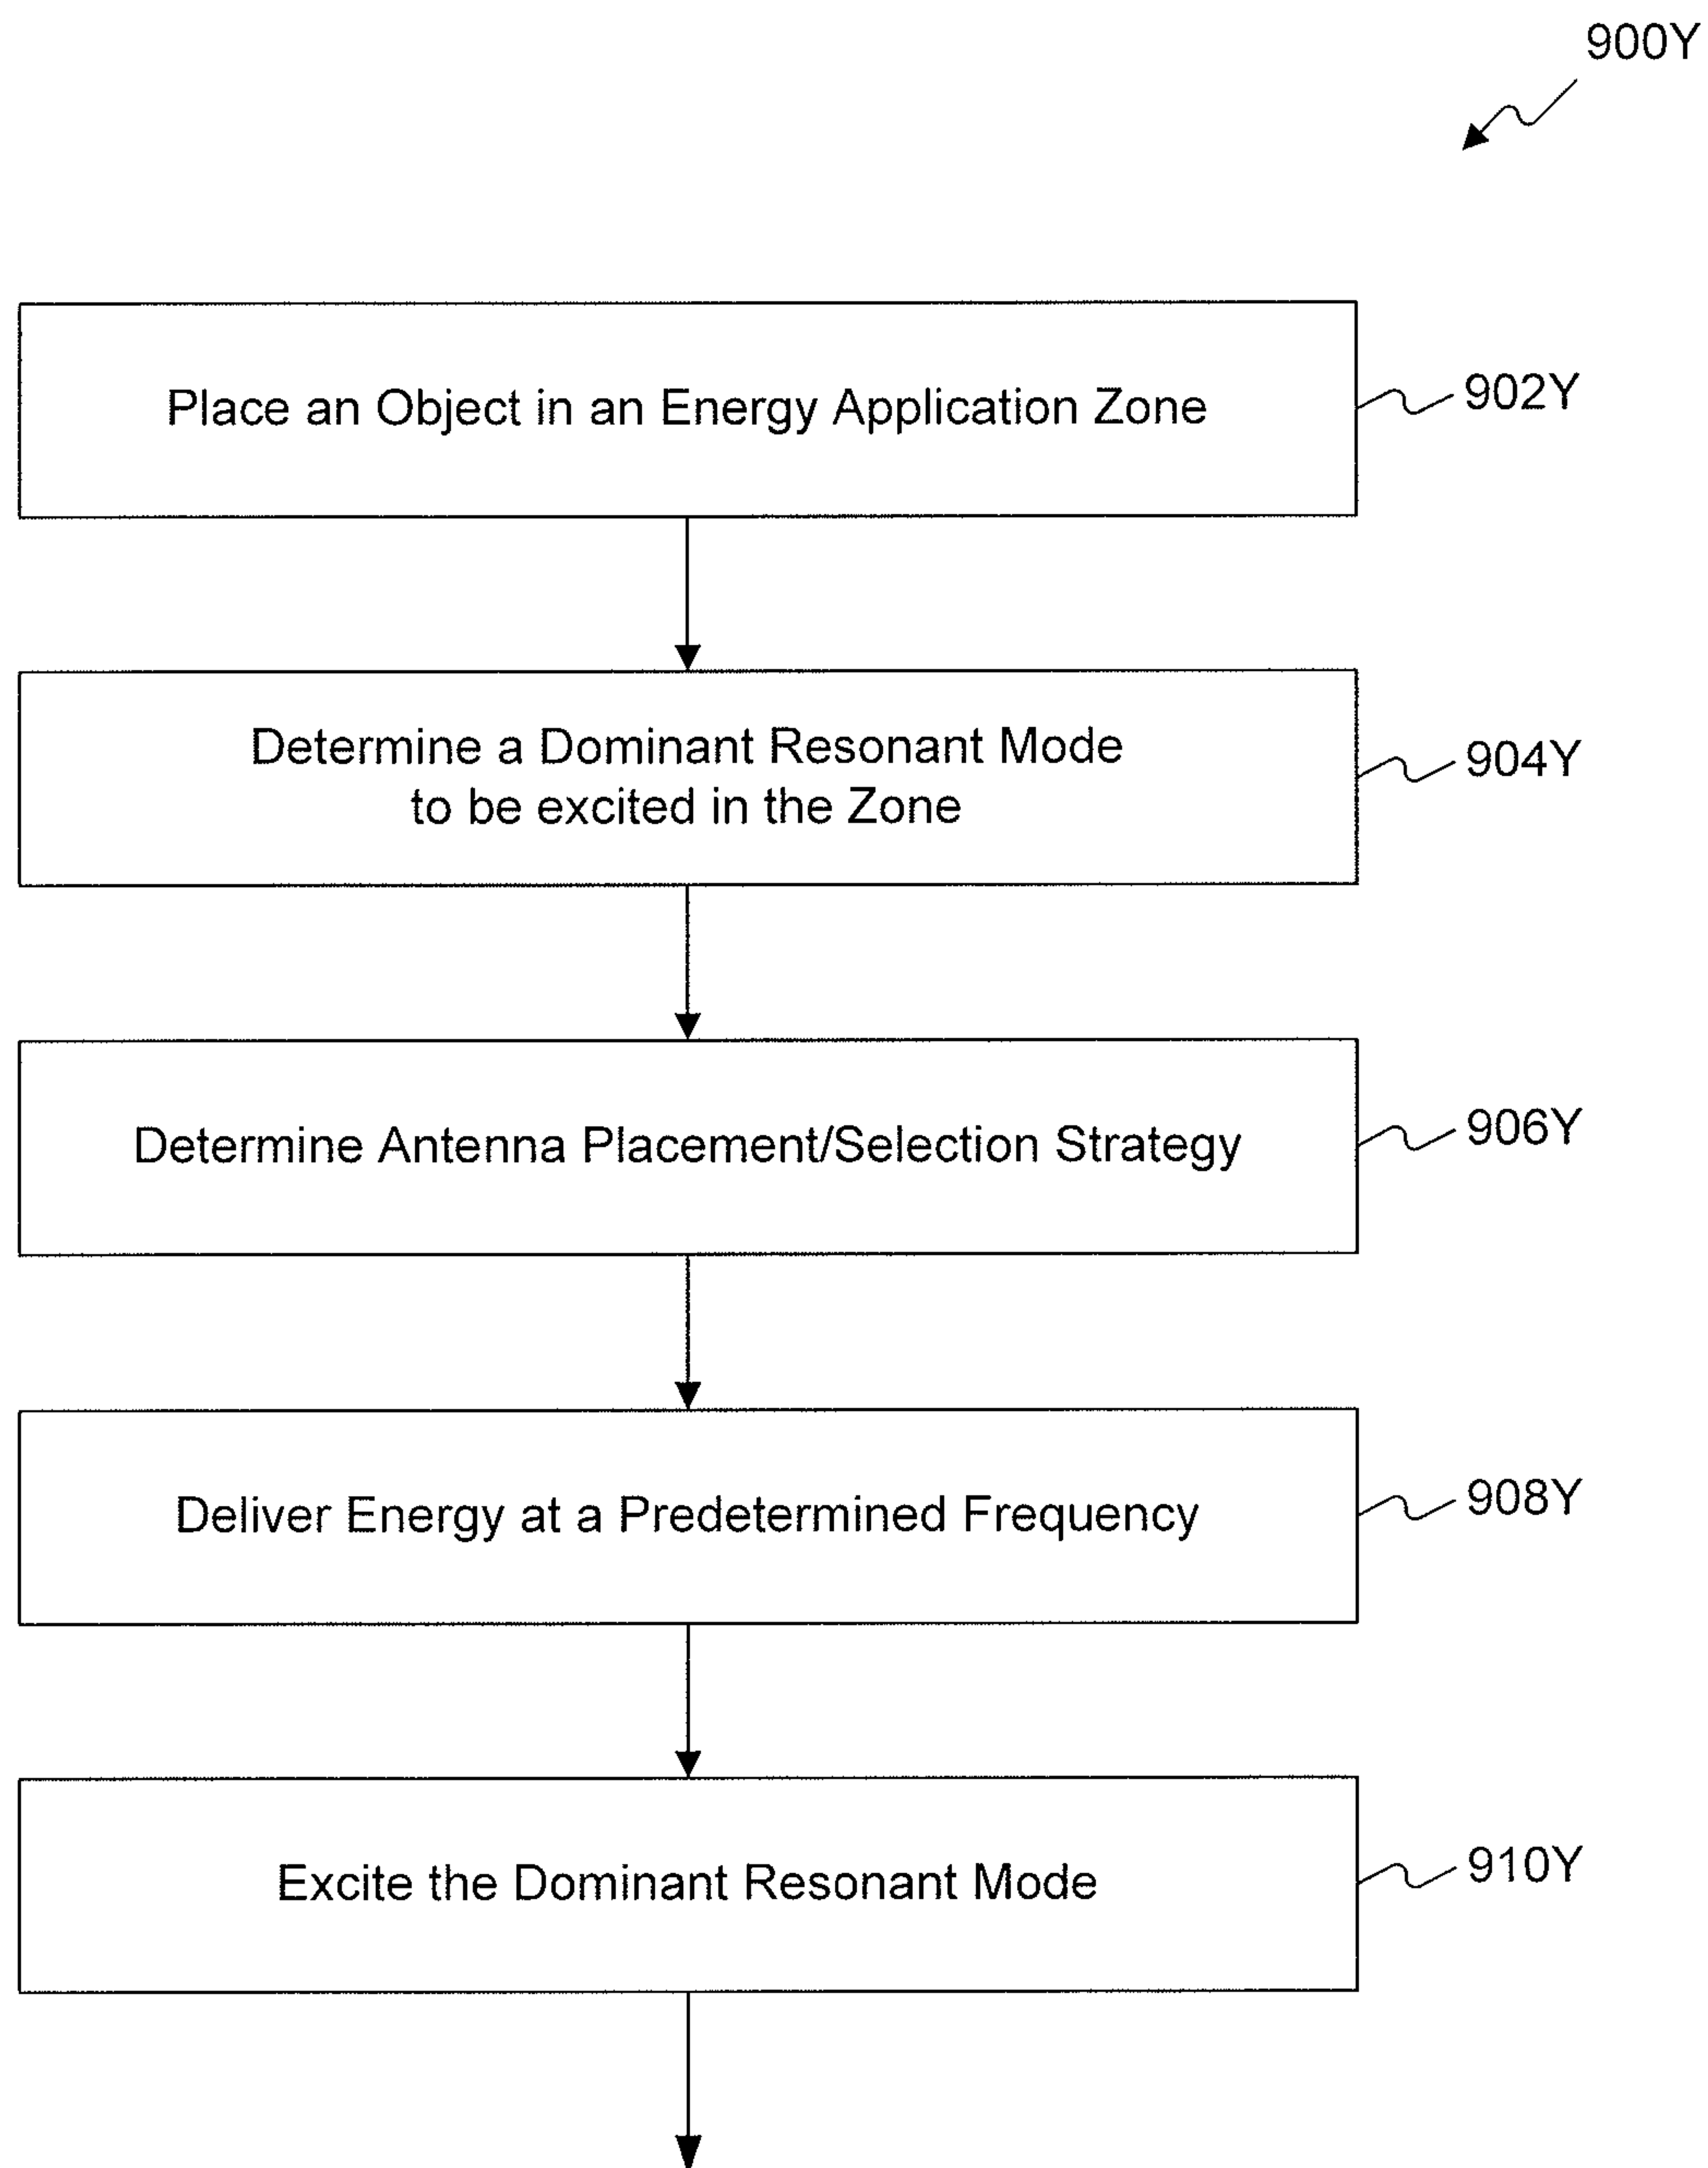 900Y
Place an Object in an Energy Application Zone
902Y
Determine a Dominant Resonant Mode
to be excited in the Zone
904Y
Determine Antenna Placement/Selection Strategy
906Y
Deliver Energy at a Predetermined Frequency
908Y
Excite the Dominant Resonant Mode
910Y